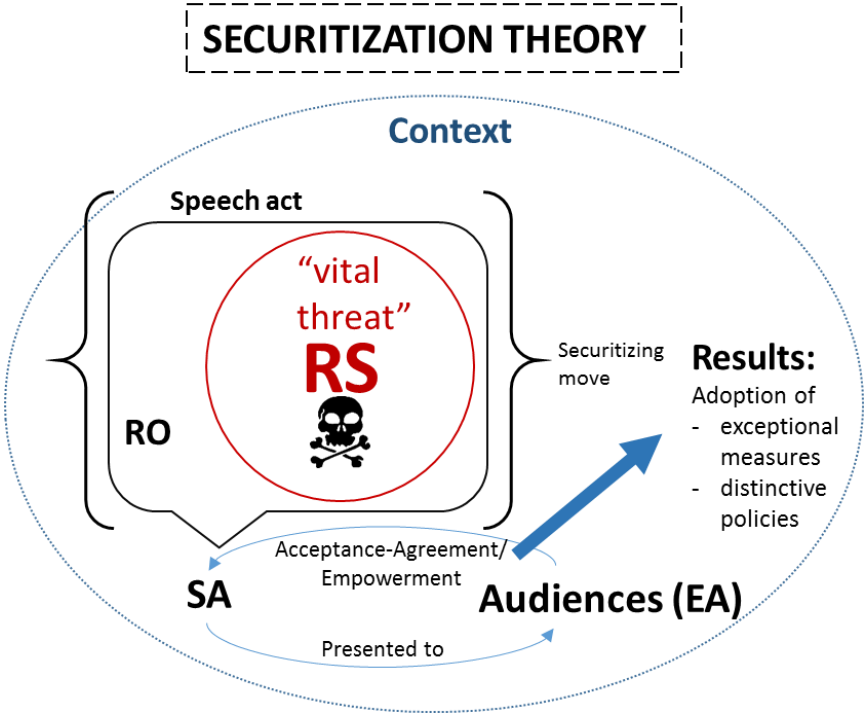 SECURITIZATION THEORY
Context
Speech act
“vital
threat”
RS
RO
Securitizing
move
Results:
Adoption of
- exceptional
measures
- distinctive
policies
Acceptance-Agreement/
Empowerment
SA
Audiences (EA)
Presented to